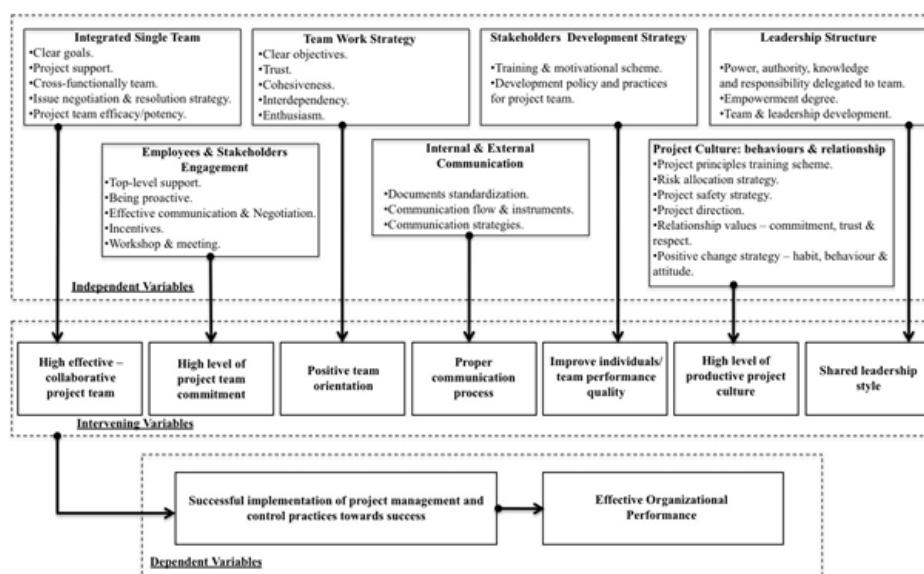 Integrated Single Team
•Clear goals.
•Project support.
•Cross-functionally team.
•Issue negotiation & resolution strategy.
•Project team efficacy/potency.
Team Work Strategy
•Clear objectives.
•Trust.
•Cohesiveness.
•Interdependency.
•Enthusiasm.
Stakeholders Development Strategy
•Training & motivational scheme.
•Development policy and practices
for project team.
Leadership Structure
•Power, authority, knowledge
and responsibility delegated to team.
•Empowerment degree.
•Team & leadership development.
Employees & Stakeholders
Engagement
•Top-level support.
•Being proactive.
•Effective communication & Negotiation.
•Incentives.
•Workshop & meeting.
Internal & External
Communication
•Documents standardization.
•Communication flow & instruments.
•Communication strategies.
Project Culture: behaviours & relationship
•Project principles training scheme.
•Risk allocation strategy.
•Project safety strategy.
•Project direction.
•Relationship values – commitment, trust &
respect.
•Positive change strategy – habit, behaviour &
attitude.
Independent Variables
High effective –
collaborative
project team
High level of
project team
commitment
Positive team
orientation
Proper
communication
process
Improve individuals/
team performance
quality
High level of
productive project
culture
Shared leadership
style
Intervening Variables
Successful implementation of project management and
control practices towards success
Effective Organizational
Performance
Dependent Variables